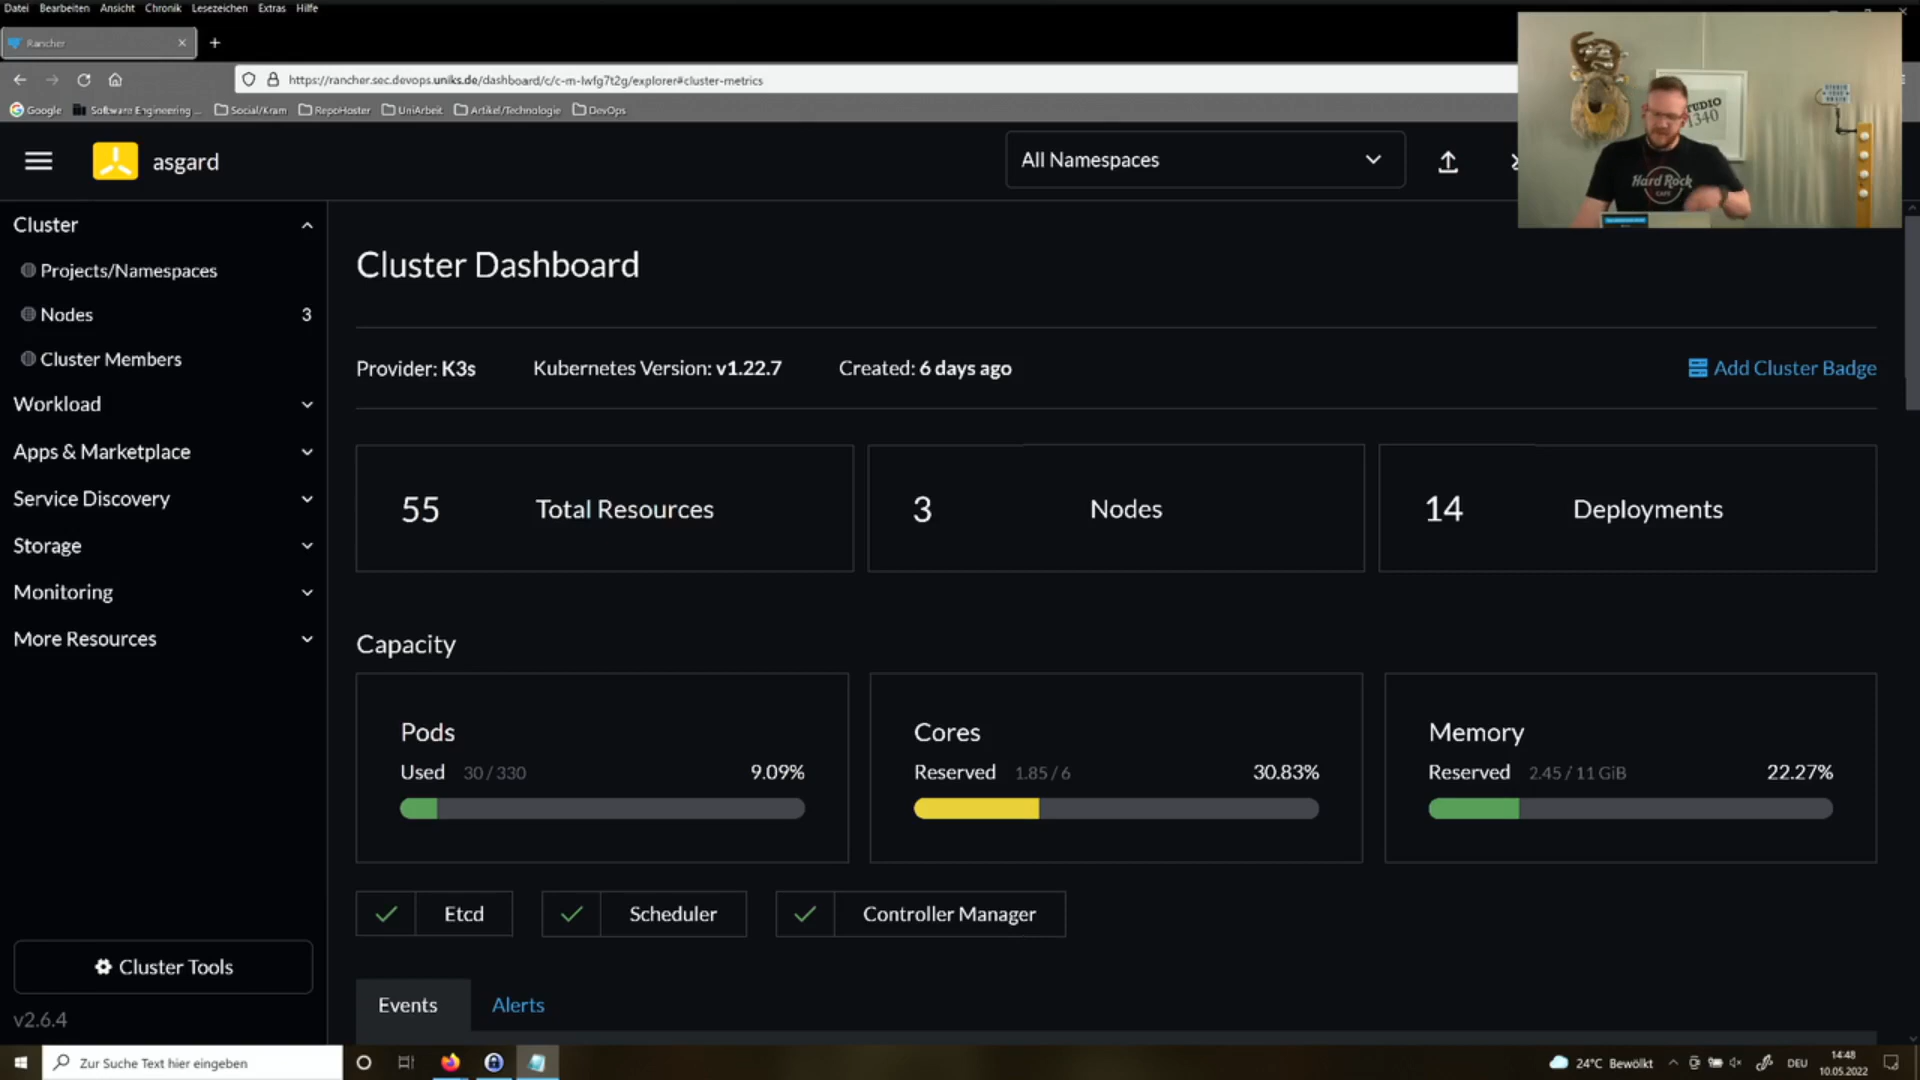 Datei Bearbeiten Ansicht Chronik Lesezeichen Extras Hilfe
Rancher
https://rancher.sec.devops.uniks.de/dashboard/c/c-m-lwfg7t2g/explorer#cluster-metrics
Google Software Engineering ... Social/Kram RepoHoster UniArbeit Artikel/Technologie DevOps
STUDIO
1340
Hard Rock
CAFE
asgard
All Namespaces
Cluster
Projects/Namespaces
Nodes 3
Cluster Members
Workload
Apps & Marketplace
Service Discovery
Storage
Monitoring
More Resources
Cluster Tools
v2.6.4
Cluster Dashboard
Provider: K3s Kubernetes Version: v1.22.7 Created: 6 days ago Add Cluster Badge
55 Total Resources 3 Nodes 14 Deployments
Capacity
Pods
Used 30 / 330 9.09%
Cores
Reserved 1.85 / 6 30.83%
Memory
Reserved 2.45 / 11 GiB 22.27%
Etcd Scheduler Controller Manager
Events Alerts
Zur Suche Text hier eingeben
24°C Bewölkt DEU 14:48
10.05.2022